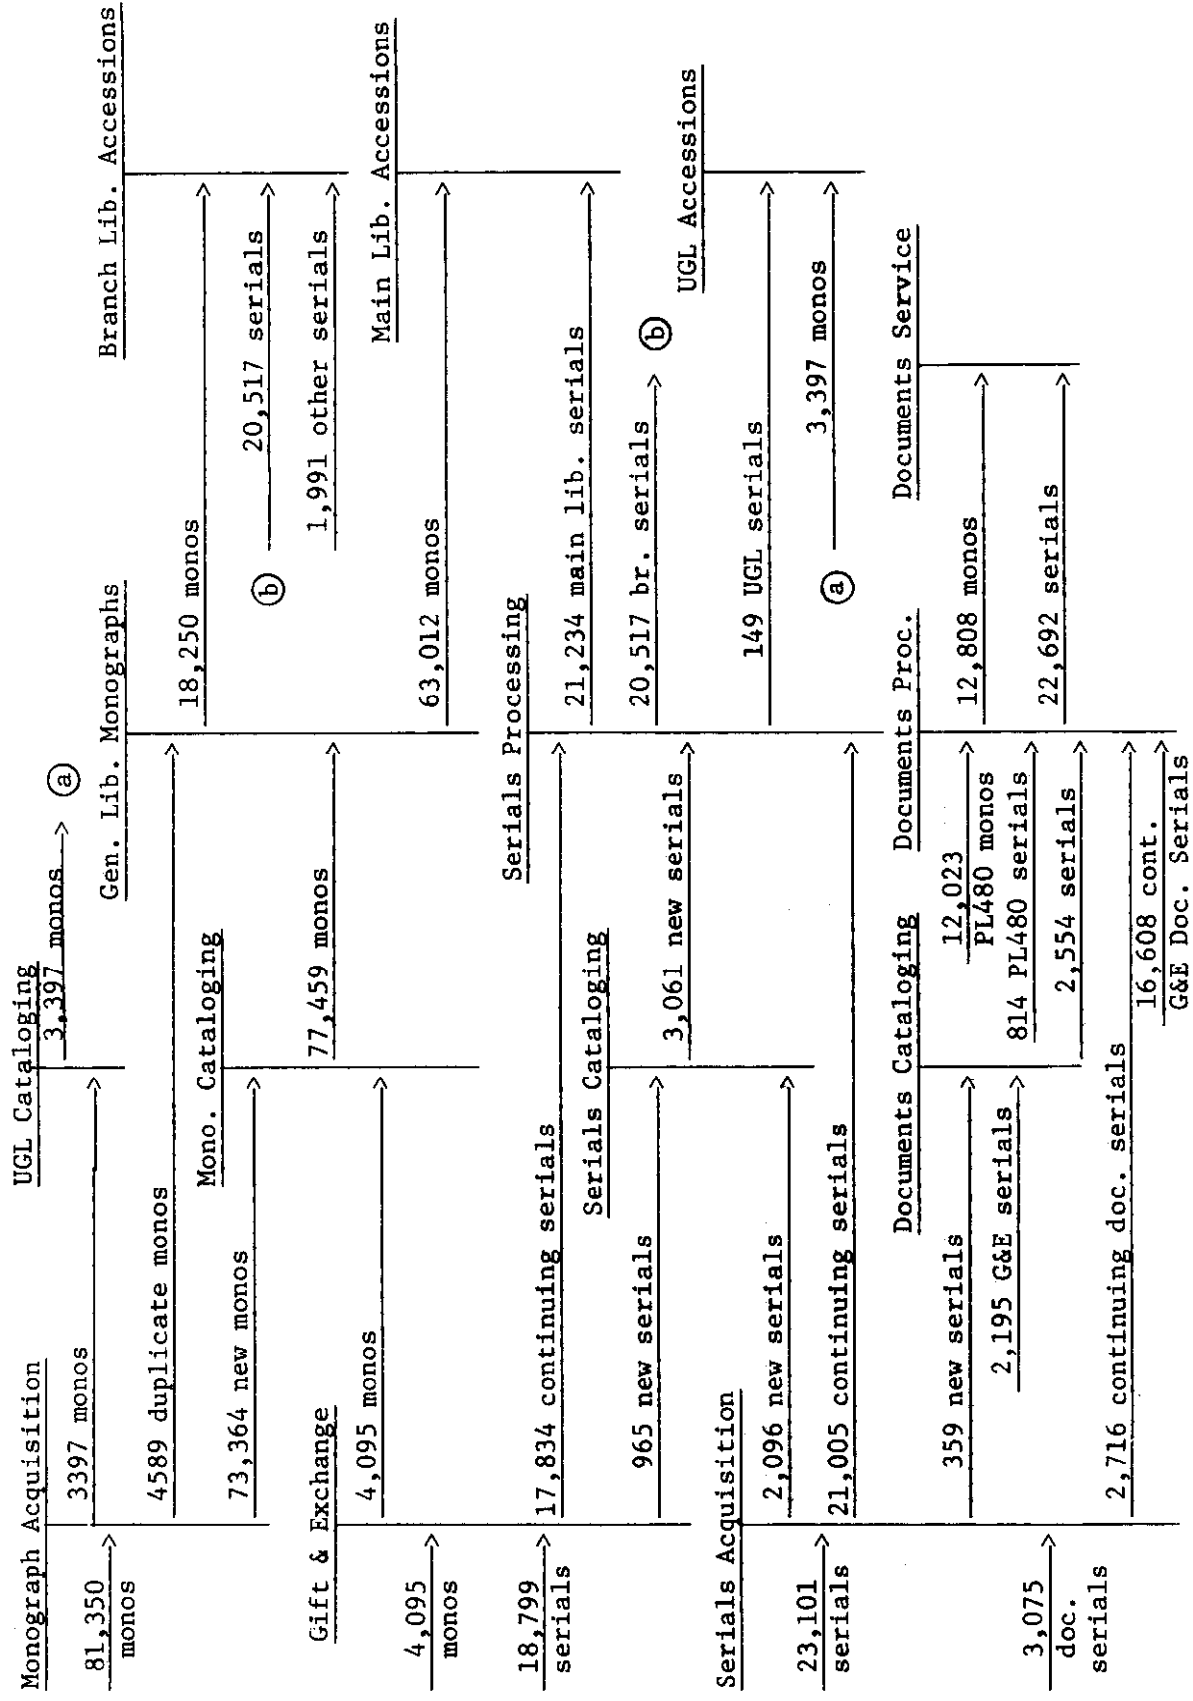 Monograph Acquisition
81,350
monos
3397 monos
4589 duplicate monos
73,364 new monos
UGL Cataloging
3,397 monos
a
Mono. Cataloging
77,459 monos
Gen. Lib. Monographs
18,250 monos
63,012 monos
Branch Lib. Accessions
b
20,517 serials
1,991 other serials
Main Lib. Accessions
Gift & Exchange
4,095
monos
18,799
serials
4,095 monos
17,834 continuing serials
965 new serials
Serials Cataloging
3,061 new serials
Serials Processing
21,234 main lib. serials
20,517 br. serials
b
149 UGL serials
UGL Accessions
a
3,397 monos
Serials Acquisition
23,101
serials
3,075
doc.
serials
2,096 new serials
21,005 continuing serials
359 new serials
2,195 G&E serials
2,716 continuing doc. serials
Documents Cataloging
12,023
PL480 monos
814 PL480 serials
2,554 serials
16,608 cont.
G&E Doc. Serials
Documents Proc.
12,808 monos
22,692 serials
Documents Service